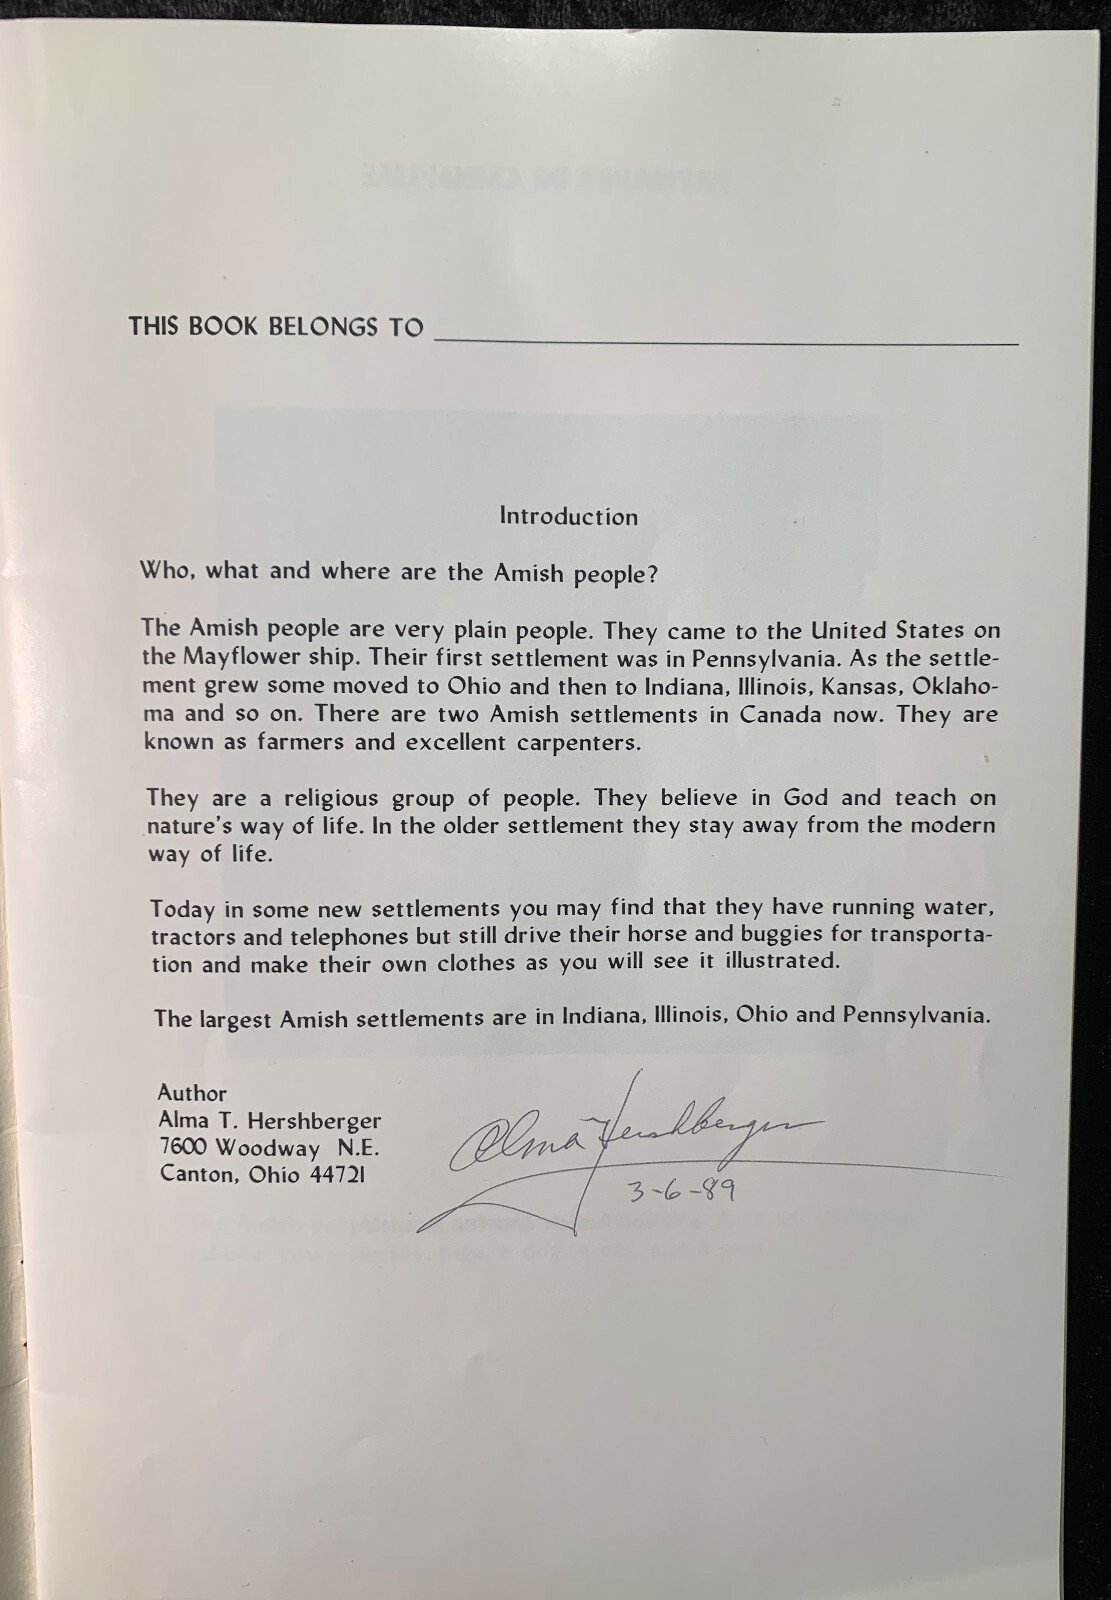 THIS BOOK BELONGS TO
Introduction
Who, what and where are the Amish people?
The Amish people are very plain people. They came to the United States on
the Mayflower ship. Their first settlement was in Pennsylvania. As the settle-
ment grew some moved to Ohio and then to Indiana, Illinois, Kansas, Oklaho-
ma and so on. There are two Amish settlements in Canada now. They are
known as farmers and excellent carpenters.
They are a religious group of people. They believe in God and teach on
nature's way of life. In the older settlement they stay away from the modern
way of life.
Today in some new settlements you may find that they have running water,
tractors and telephones but still drive their horse and buggies for transporta-
tion and make their own clothes as you will see it illustrated.
The largest Amish settlements are in Indiana, Illinois, Ohio and Pennsylvania.
Author
Alma T. Hershberger
7600 Woodway N.E.
Canton, Ohio 44721
Alma Hershberger
3-6-89